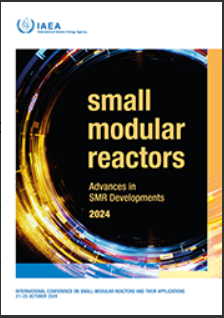 IAEA
International Atomic Energy Agency
small
modular
reactors
Advances in
SMR Developments
2024
INTERNATIONAL CONFERENCE ON SMALL MODULAR REACTORS AND THEIR APPLICATIONS
21–25 OCTOBER 2024